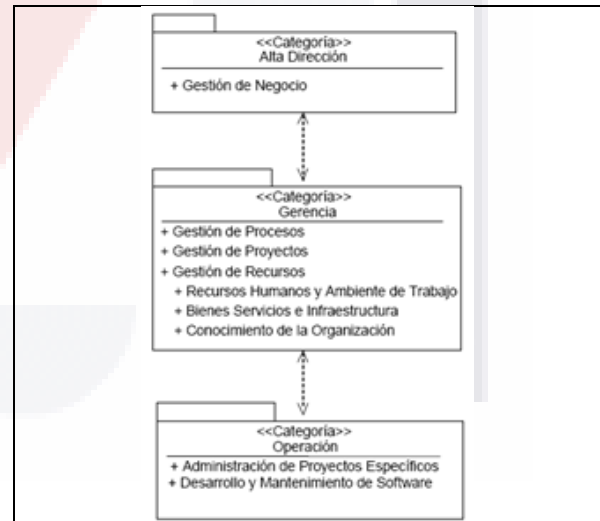 <<Categoría>>
Alta Dirección
+ Gestión de Negocio
<<Categoría>>
Gerencia
+ Gestión de Procesos
+ Gestión de Proyectos
+ Gestión de Recursos
+ Recursos Humanos y Ambiente de Trabajo
+ Bienes Servicios e Infraestructura
+ Conocimiento de la Organización
<<Categoría>>
Operación
+ Administración de Proyectos Específicos
+ Desarrollo y Mantenimiento de Software